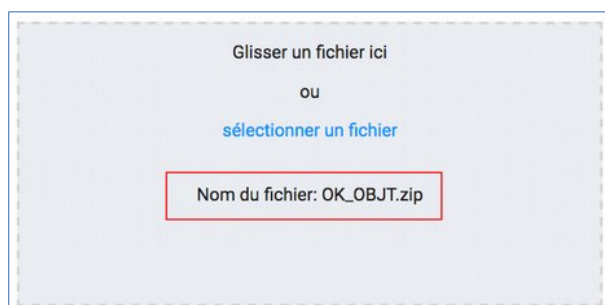 Glisser un fichier ici
ou
sélectionner un fichier
Nom du fichier: OK_OBJT.zip